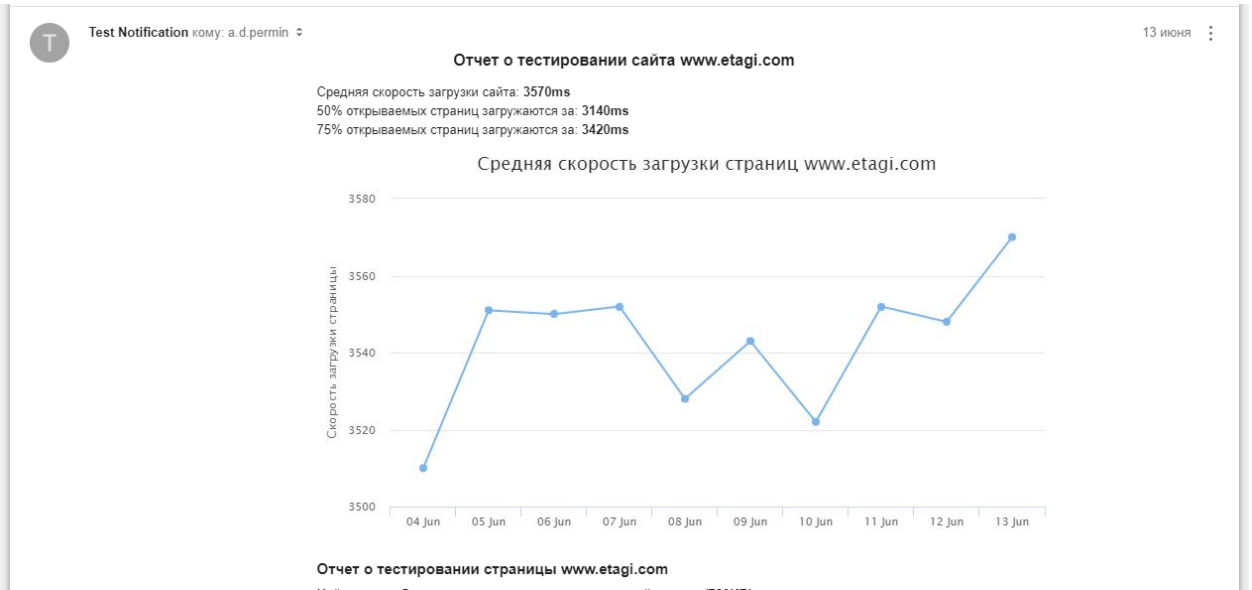 T
Test Notification кому: a.d.permin
13 июня
Отчет о тестировании сайта www.etagi.com
Средняя скорость загрузки сайта: 3570ms
50% открываемых страниц загружаются за: 3140ms
75% открываемых страниц загружаются за: 3420ms
Средняя скорость загрузки страниц www.etagi.com
Скорость загрузки страницы
3580
3560
3540
3520
3500
04 Jun 05 Jun 06 Jun 07 Jun 08 Jun 09 Jun 10 Jun 11 Jun 12 Jun 13 Jun
Отчет о тестировании страницы www.etagi.com